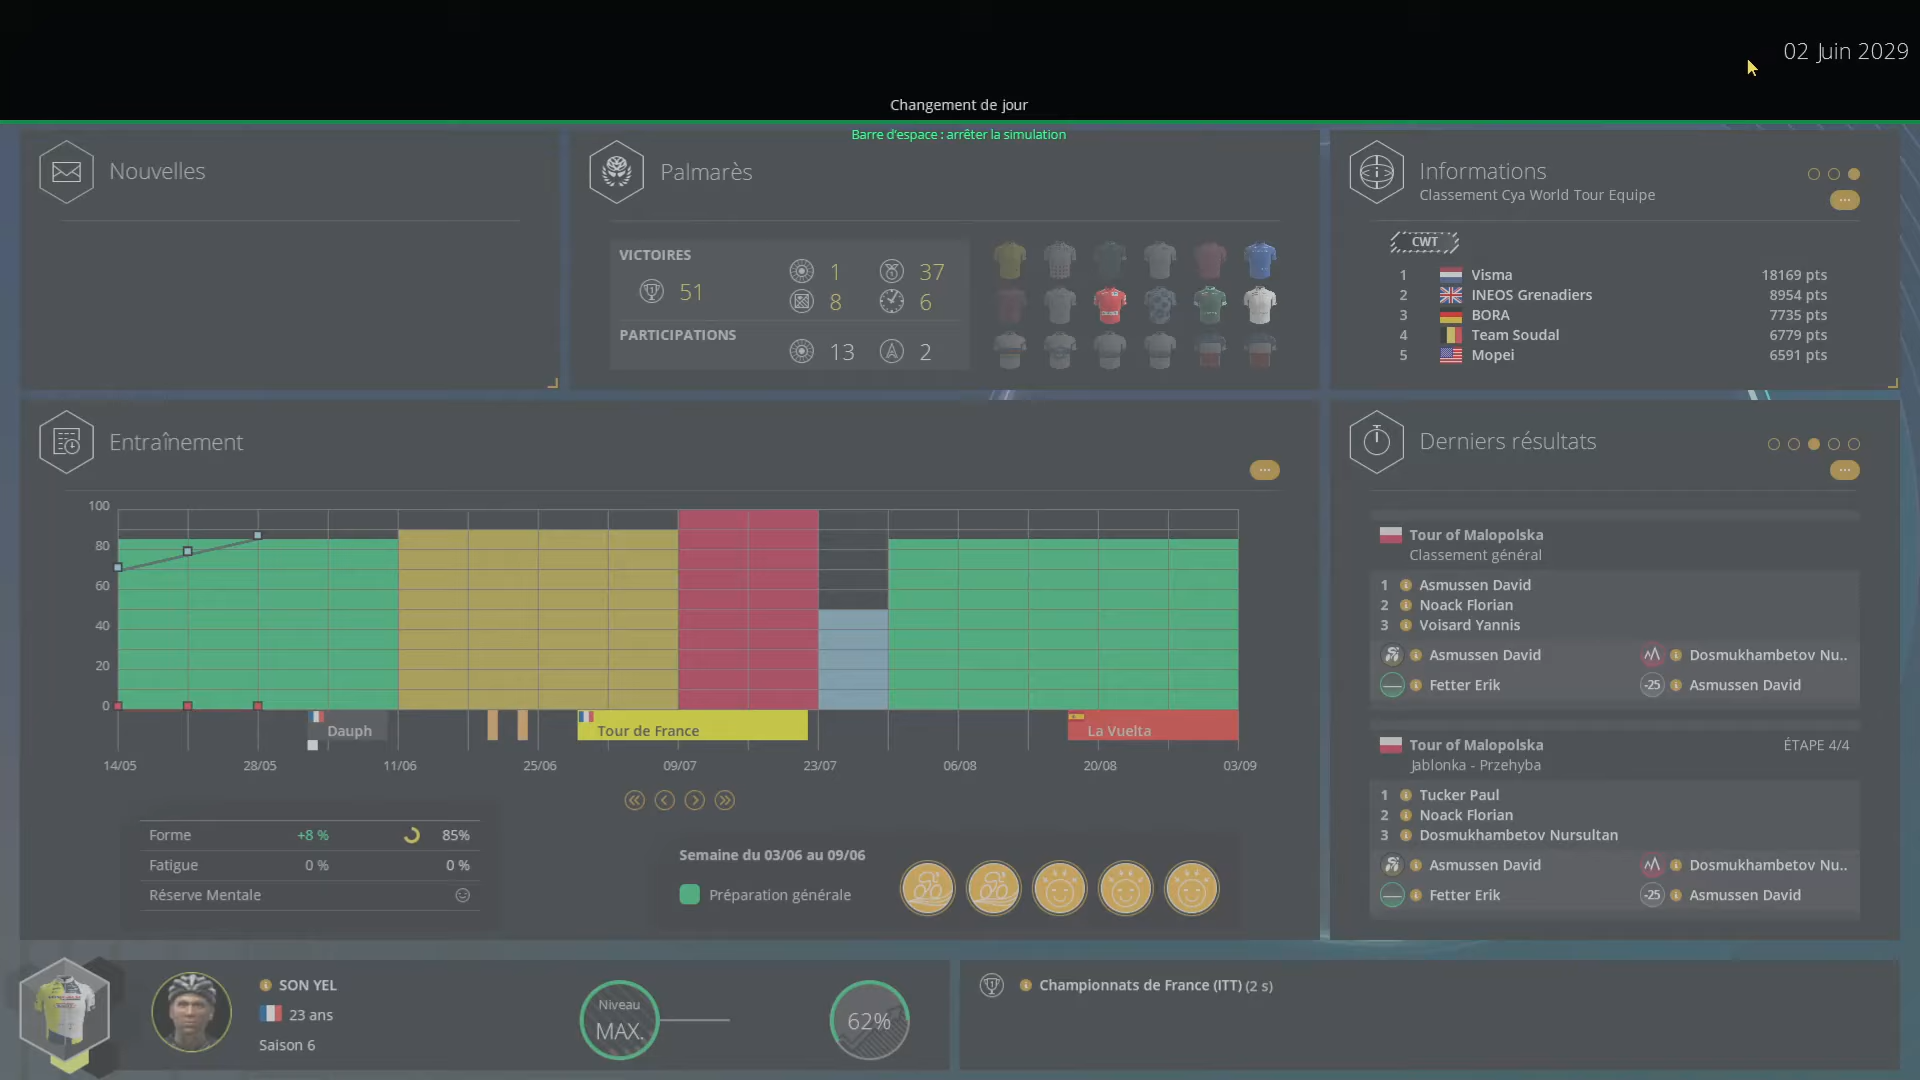 02 Juin 2029
Changement de jour
Barre d'espace : arrêter la simulation
Nouvelles
Palmarès
VICTOIRES
51
1
37
8
6
PARTICIPATIONS
13
2
Informations
Classement Cya World Tour Equipe
CWT
1 Visma 18169 pts
2 INEOS Grenadiers 8954 pts
3 BORA 7735 pts
4 Team Soudal 6779 pts
5 Mopei 6591 pts
Entraînement
100
80
60
40
20
0
Dauph
Tour de France
La Vuelta
14/05 28/05 11/06 25/06 09/07 23/07 06/08 20/08 03/09
Forme +8 % 85%
Fatigue 0 % 0 %
Réserve Mentale
Semaine du 03/06 au 09/06
Préparation générale
Derniers résultats
Tour of Malopolska
Classement général
1 Asmussen David
2 Noack Florian
3 Voisard Yannis
Asmussen David Dosmukhambetov Nu..
Fetter Erik -25 Asmussen David
Tour of Malopolska ÉTAPE 4/4
Jablonka - Przehyba
1 Tucker Paul
2 Noack Florian
3 Dosmukhambetov Nursultan
Asmussen David Dosmukhambetov Nu..
Fetter Erik -25 Asmussen David
SON YEL
23 ans
Saison 6
Niveau
MAX.
62%
Championnats de France (ITT) (2 s)